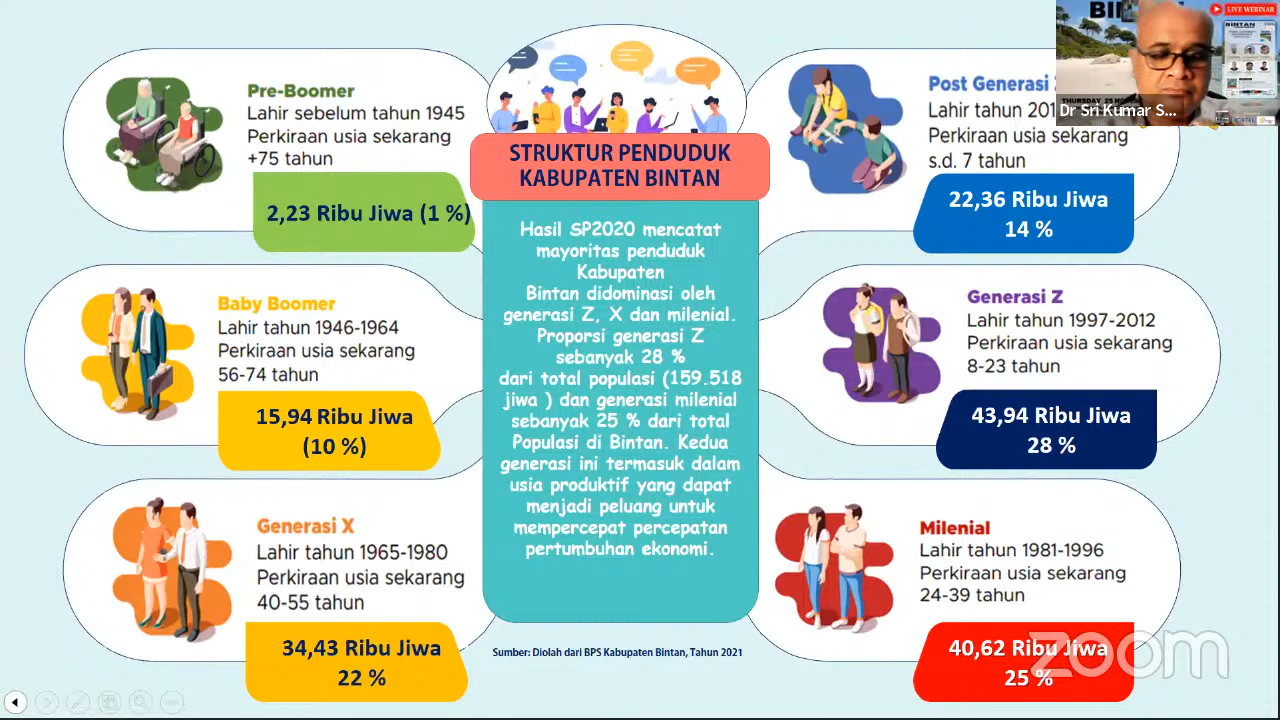 Pre-Boomer
Lahir sebelum tahun 1945
Perkiraan usia sekarang
+75 tahun
2,23 Ribu Jiwa (1 %)
Baby Boomer
Lahir tahun 1946-1964
Perkiraan usia sekarang
56-74 tahun
15,94 Ribu Jiwa
(10 %)
Generasi X
Lahir tahun 1965-1980
Perkiraan usia sekarang
40-55 tahun
34,43 Ribu Jiwa
22 %
STRUKTUR PENDUDUK
KABUPATEN BINTAN
Hasil SP2020 mencatat
mayoritas penduduk
Kabupaten
Bintan didominasi oleh
generasi Z, X dan milenial.
Proporsi generasi Z
sebanyak 28 %
dari total populasi (159.518
jiwa ) dan generasi milenial
sebanyak 25 % dari total
Populasi di Bintan. Kedua
generasi ini termasuk dalam
usia produktif yang dapat
menjadi peluang untuk
mempercepat percepatan
pertumbuhan ekonomi.
Sumber: Diolah dari BPS Kabupaten Bintan, Tahun 2021
Post Generasi
Lahir tahun 201
Perkiraan usia sekarang
s.d. 7 tahun
22,36 Ribu Jiwa
14 %
Generasi Z
Lahir tahun 1997-2012
Perkiraan usia sekarang
8-23 tahun
43,94 Ribu Jiwa
28 %
Milenial
Lahir tahun 1981-1996
Perkiraan usia sekarang
24-39 tahun
40,62 Ribu Jiwa
25 %
LIVE WEBINAR
BINTAN
Dr Sri Kumar S...
zoom